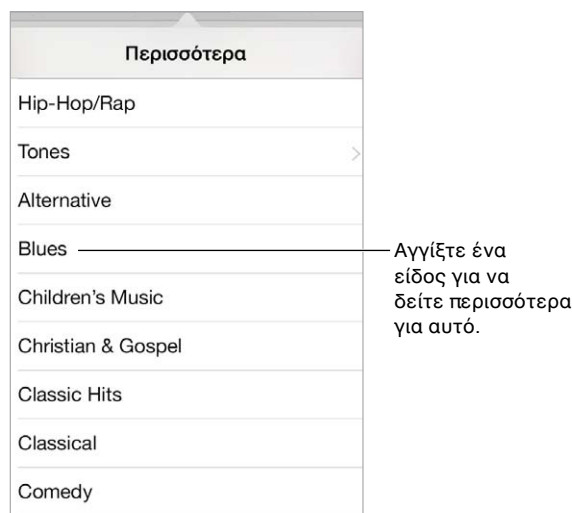 Περισσότερα
Hip-Hop/Rap
Tones
Alternative
Blues
Αγγίξτε ένα
είδος για να
δείτε περισσότερα
για αυτό.
Children’s Music
Christian & Gospel
Classic Hits
Classical
Comedy